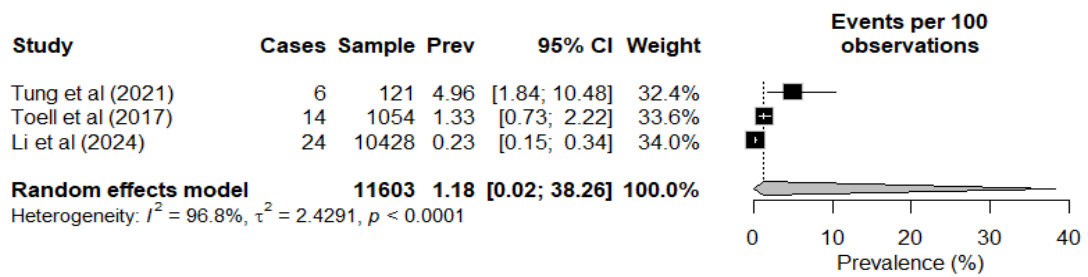 Events per 100
observations
Study Cases Sample Prev 95% CI Weight
Tung et al (2021) 6 121 4.96 [1.84; 10.48] 32.4%
Toell et al (2017) 14 1054 1.33 [0.73; 2.22] 33.6%
Li et al (2024) 24 10428 0.23 [0.15; 0.34] 34.0%
Random effects model 11603 1.18 [0.02; 38.26] 100.0%
Heterogeneity: I² = 96.8%, τ² = 2.4291, p < 0.0001
0 10 20 30 40
Prevalence (%)